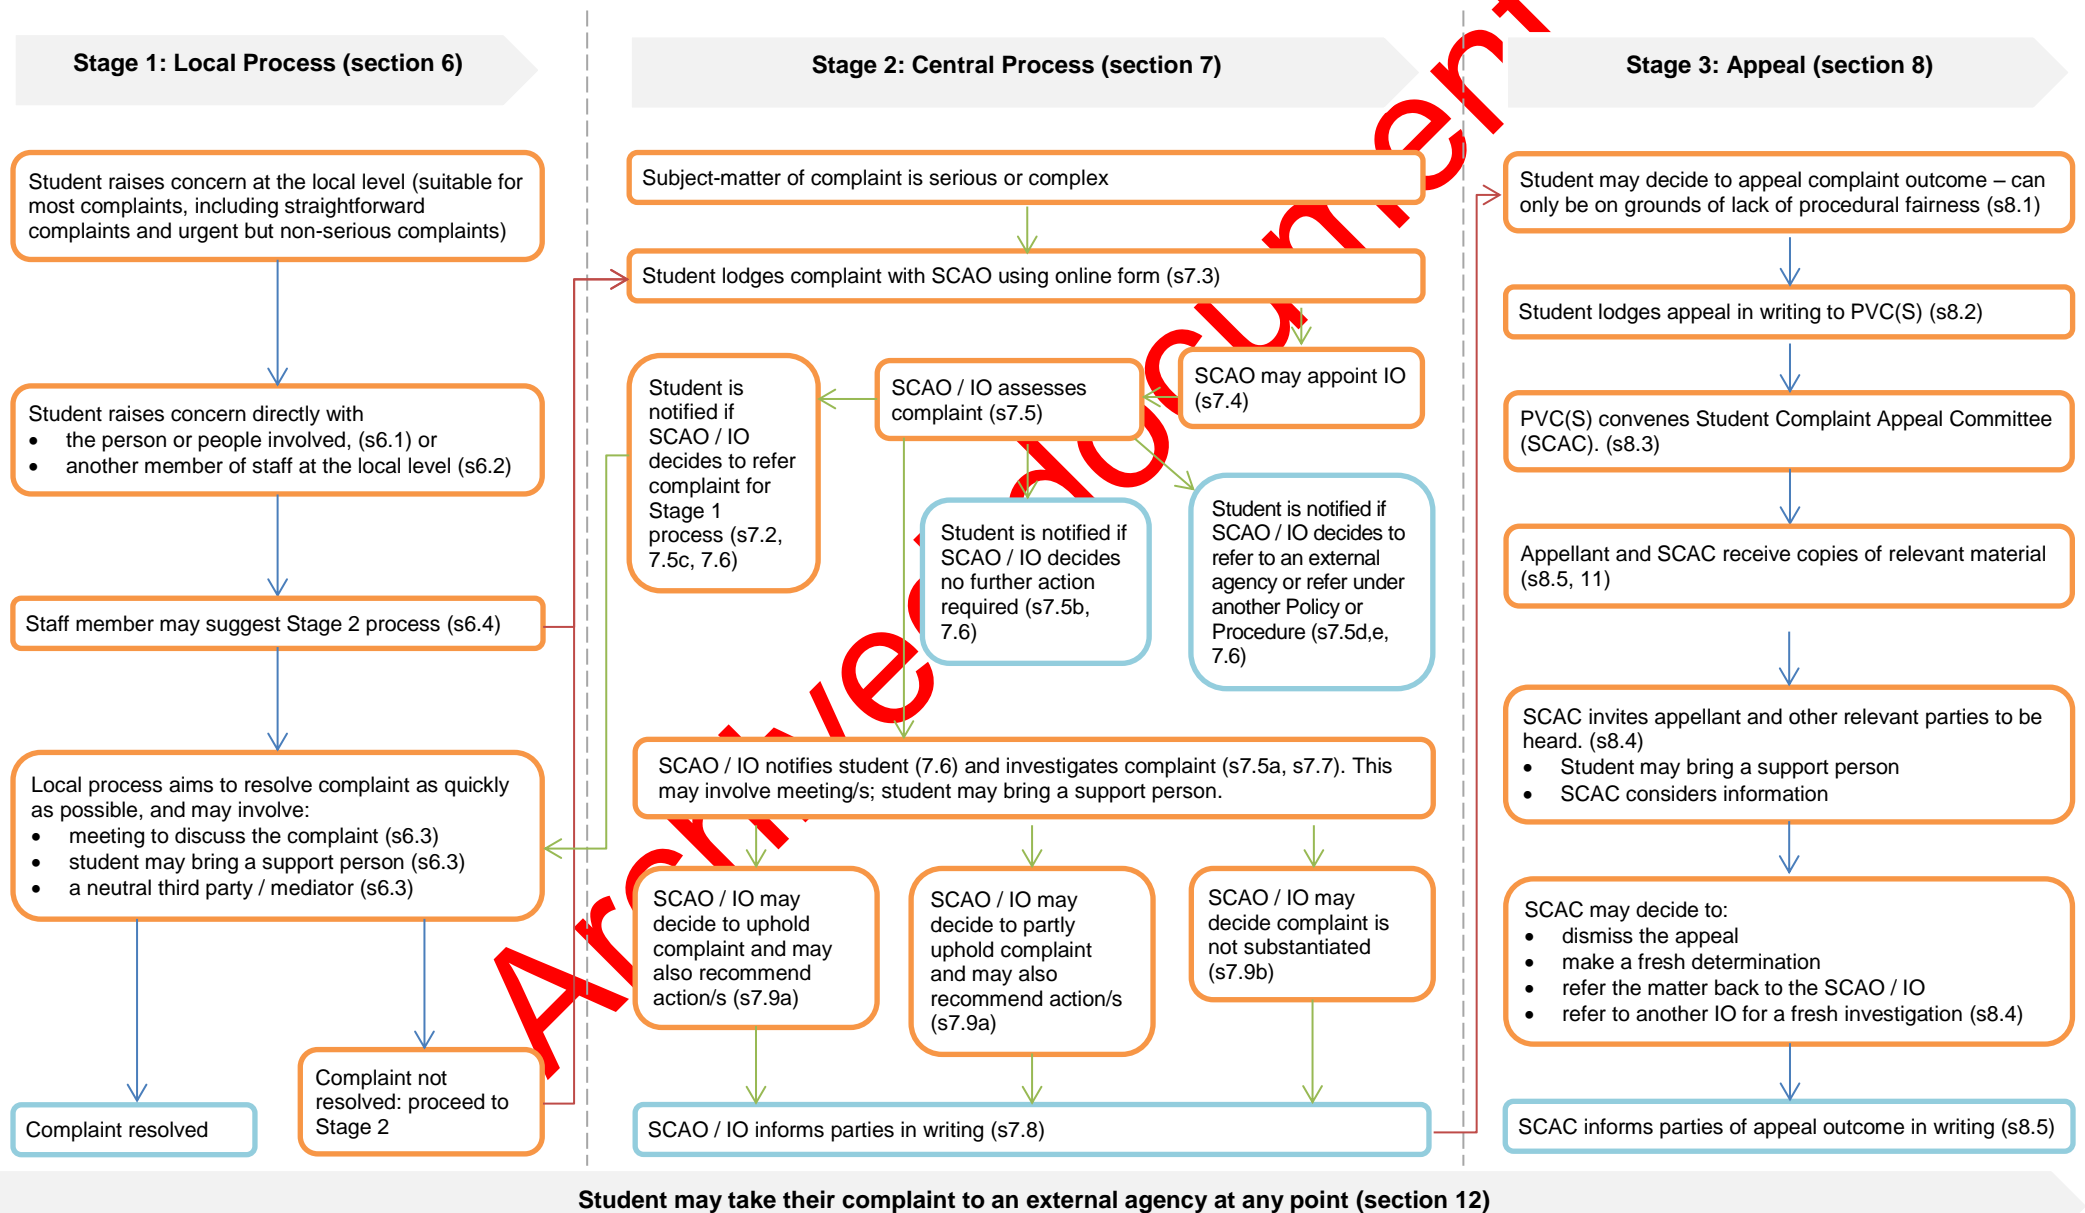 Stage 1: Local Process (section 6)
Student raises concern at the local level (suitable for
most complaints, including straightforward
complaints and urgent but non-serious complaints)
Student raises concern directly with
• the person or people involved, (s6.1) or
• another member of staff at the local level (s6.2)
Staff member may suggest Stage 2 process (s6.4)
Local process aims to resolve complaint as quickly
as possible, and may involve:
• meeting to discuss the complaint (s6.3)
• student may bring a support person (s6.3)
• a neutral third party / mediator (s6.3)
Complaint resolved
Complaint not
resolved: proceed to
Stage 2
Stage 2: Central Process (section 7)
Subject-matter of complaint is serious or complex
Student lodges complaint with SCAO using online form (s7.3)
SCAO may appoint IO
(s7.4)
SCAO / IO assesses
complaint (s7.5)
Student is
notified if
SCAO / IO
decides to refer
complaint for
Stage 1
process (s7.2,
7.5c, 7.6)
Student is notified if
SCAO / IO decides
no further action
required (s7.5b,
7.6)
Student is notified if
SCAO / IO decides to
refer to an external
agency or refer under
another Policy or
Procedure (s7.5d,e,
7.6)
SCAO / IO notifies student (7.6) and investigates complaint (s7.5a, s7.7). This
may involve meeting/s; student may bring a support person.
SCAO / IO may
decide to uphold
complaint and may
also recommend
action/s (s7.9a)
SCAO / IO may
decide to partly
uphold complaint
and may also
recommend action/s
(s7.9a)
SCAO / IO may
decide complaint is
not substantiated
(s7.9b)
SCAO / IO informs parties in writing (s7.8)
Stage 3: Appeal (section 8)
Student may decide to appeal complaint outcome – can
only be on grounds of lack of procedural fairness (s8.1)
Student lodges appeal in writing to PVC(S) (s8.2)
PVC(S) convenes Student Complaint Appeal Committee
(SCAC). (s8.3)
Appellant and SCAC receive copies of relevant material
(s8.5, 11)
SCAC invites appellant and other relevant parties to be
heard. (s8.4)
• Student may bring a support person
• SCAC considers information
SCAC may decide to:
• dismiss the appeal
• make a fresh determination
• refer the matter back to the SCAO / IO
• refer to another IO for a fresh investigation (s8.4)
SCAC informs parties of appeal outcome in writing (s8.5)
Student may take their complaint to an external agency at any point (section 12)
Archived document